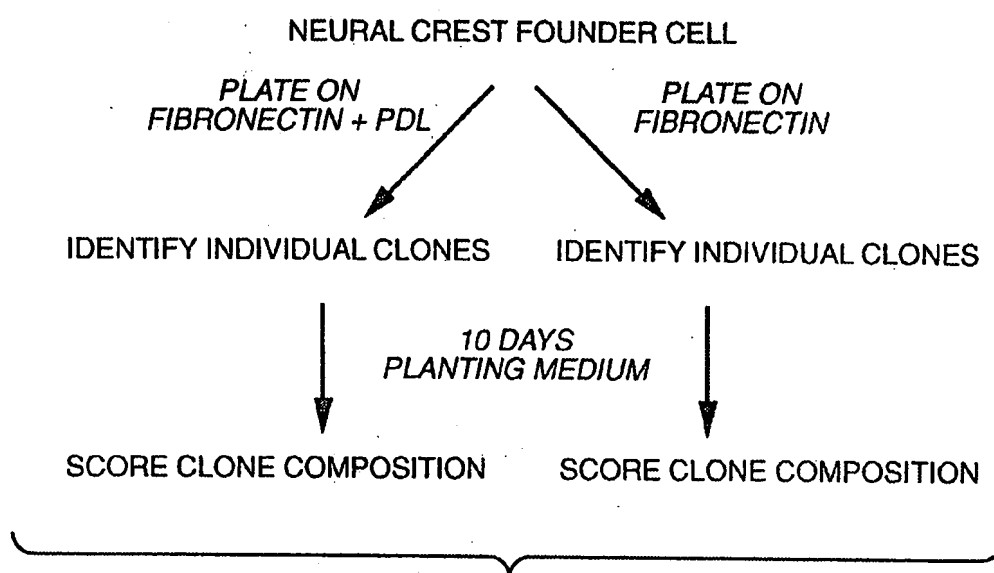 NEURAL CREST FOUNDER CELL
PLATE ON
FIBRONECTIN + PDL
PLATE ON
FIBRONECTIN
IDENTIFY INDIVIDUAL CLONES
IDENTIFY INDIVIDUAL CLONES
10 DAYS
PLANTING MEDIUM
SCORE CLONE COMPOSITION
SCORE CLONE COMPOSITION